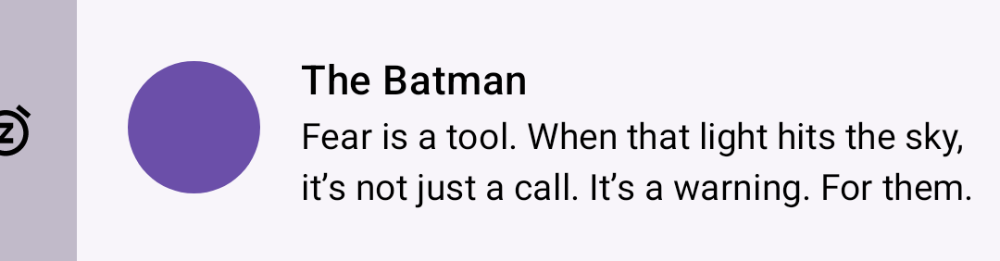 The Batman
Fear is a tool. When that light hits the sky,
it’s not just a call. It’s a warning. For them.